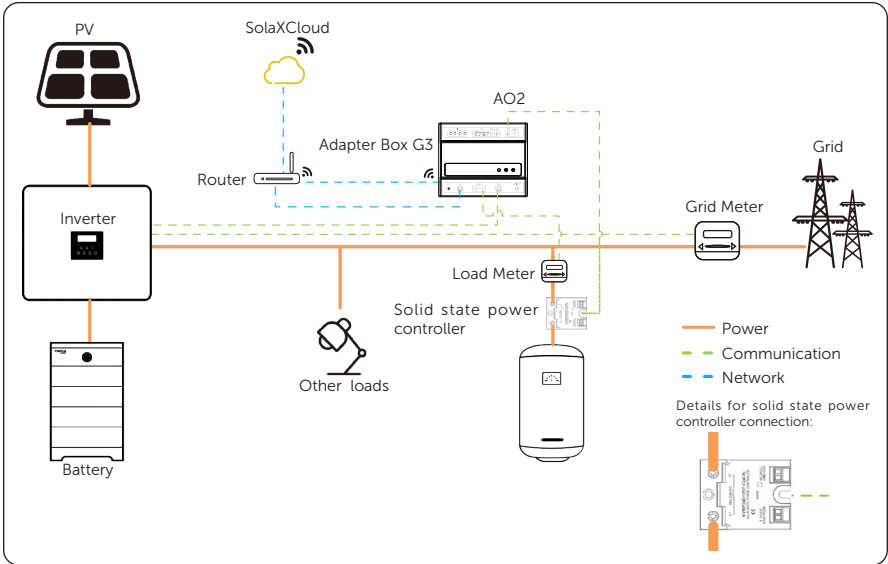 PV
SolaXCloud
AO2
Adapter Box G3
Grid
Router
Grid Meter
Inverter
Load Meter
Solid state power
controller
Power
Communication
Other loads
Network
Details for solid state power
controller connection:
Battery